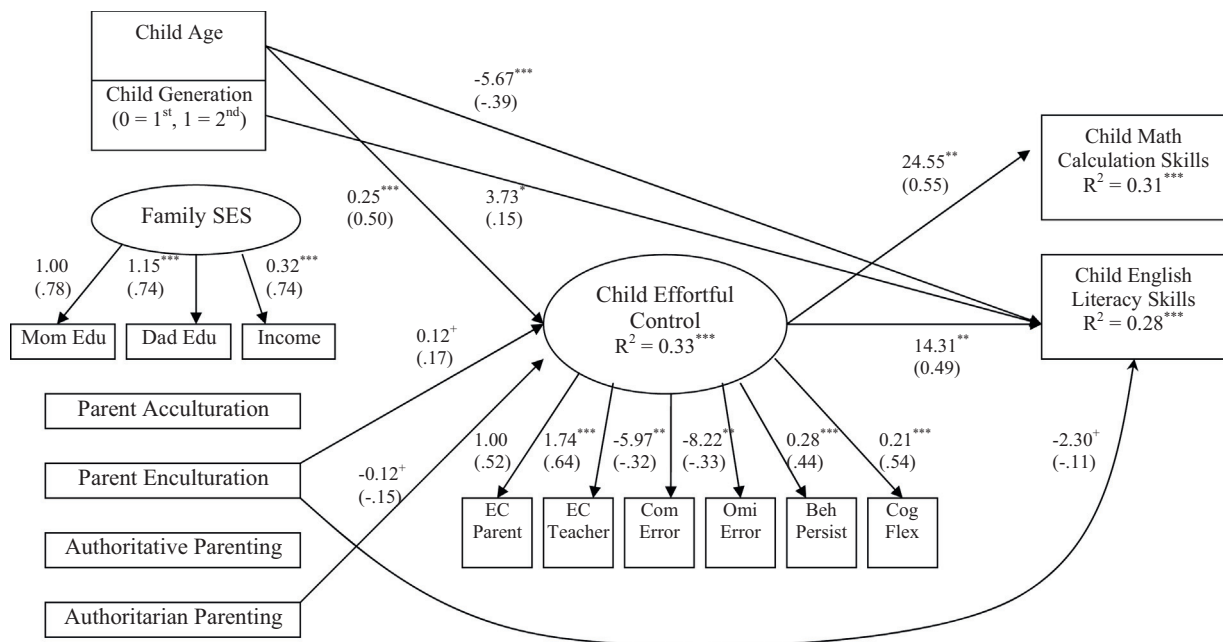 Child Age
Child Generation
(0 = 1st, 1 = 2nd)
-5.67***
(-.39)
Child Math
Calculation Skills
R2 = 0.31***
24.55**
(0.55)
0.25***
(0.50)
3.73*
(.15)
Family SES
1.00
(.78)
1.15***
(.74)
0.32***
(.74)
Mom Edu
Dad Edu
Income
Child Effortful
Control
R2 = 0.33***
Child English
Literacy Skills
R2 = 0.28***
0.12+
(.17)
14.31**
(0.49)
Parent Acculturation
Parent Enculturation
Authoritative Parenting
Authoritarian Parenting
-0.12+
(-.15)
1.00
(.52)
1.74***
(.64)
-5.97**
(-.32)
-8.22**
(-.33)
0.28***
(.44)
0.21***
(.54)
-2.30+
(-.11)
EC
Parent
EC
Teacher
Com
Error
Omi
Error
Beh
Persist
Cog
Flex